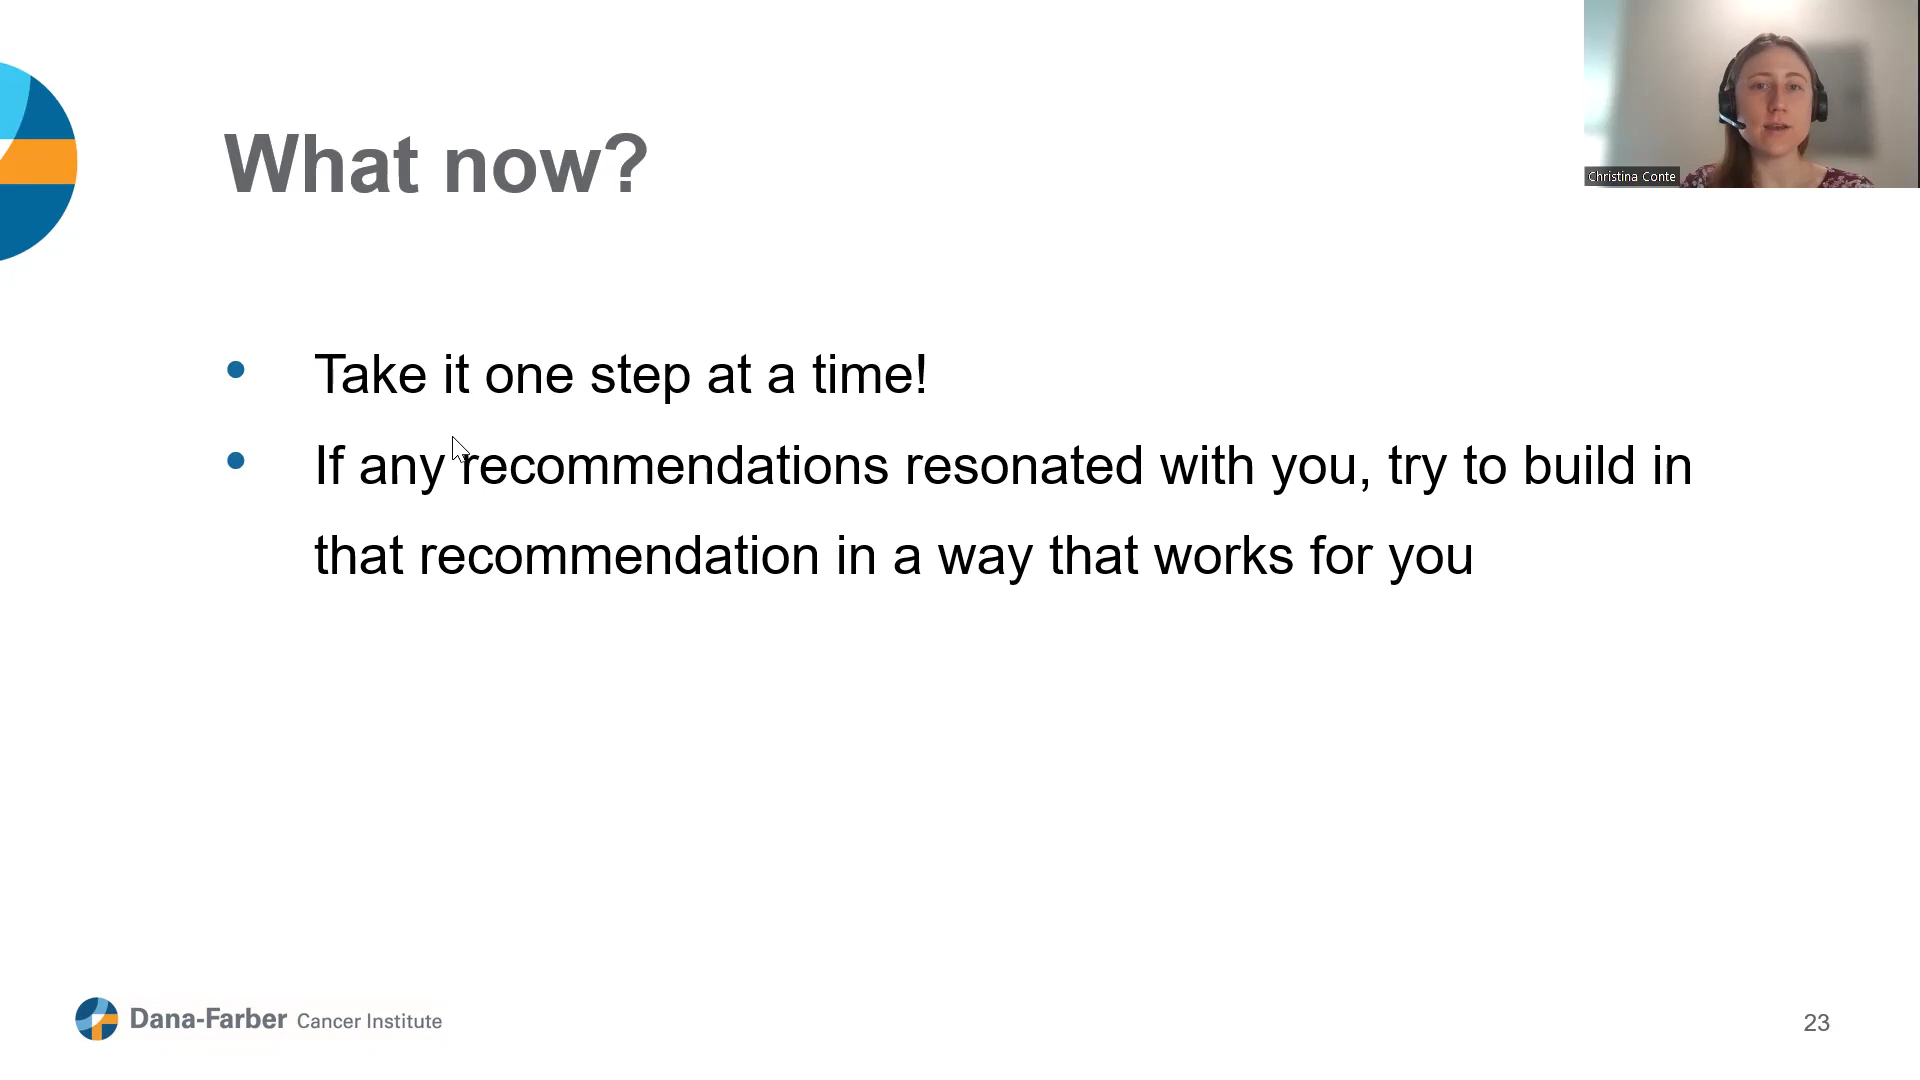 What now?
Christina Conte
• Take it one step at a time!
• If any recommendations resonated with you, try to build in
that recommendation in a way that works for you
Dana-Farber Cancer Institute
23